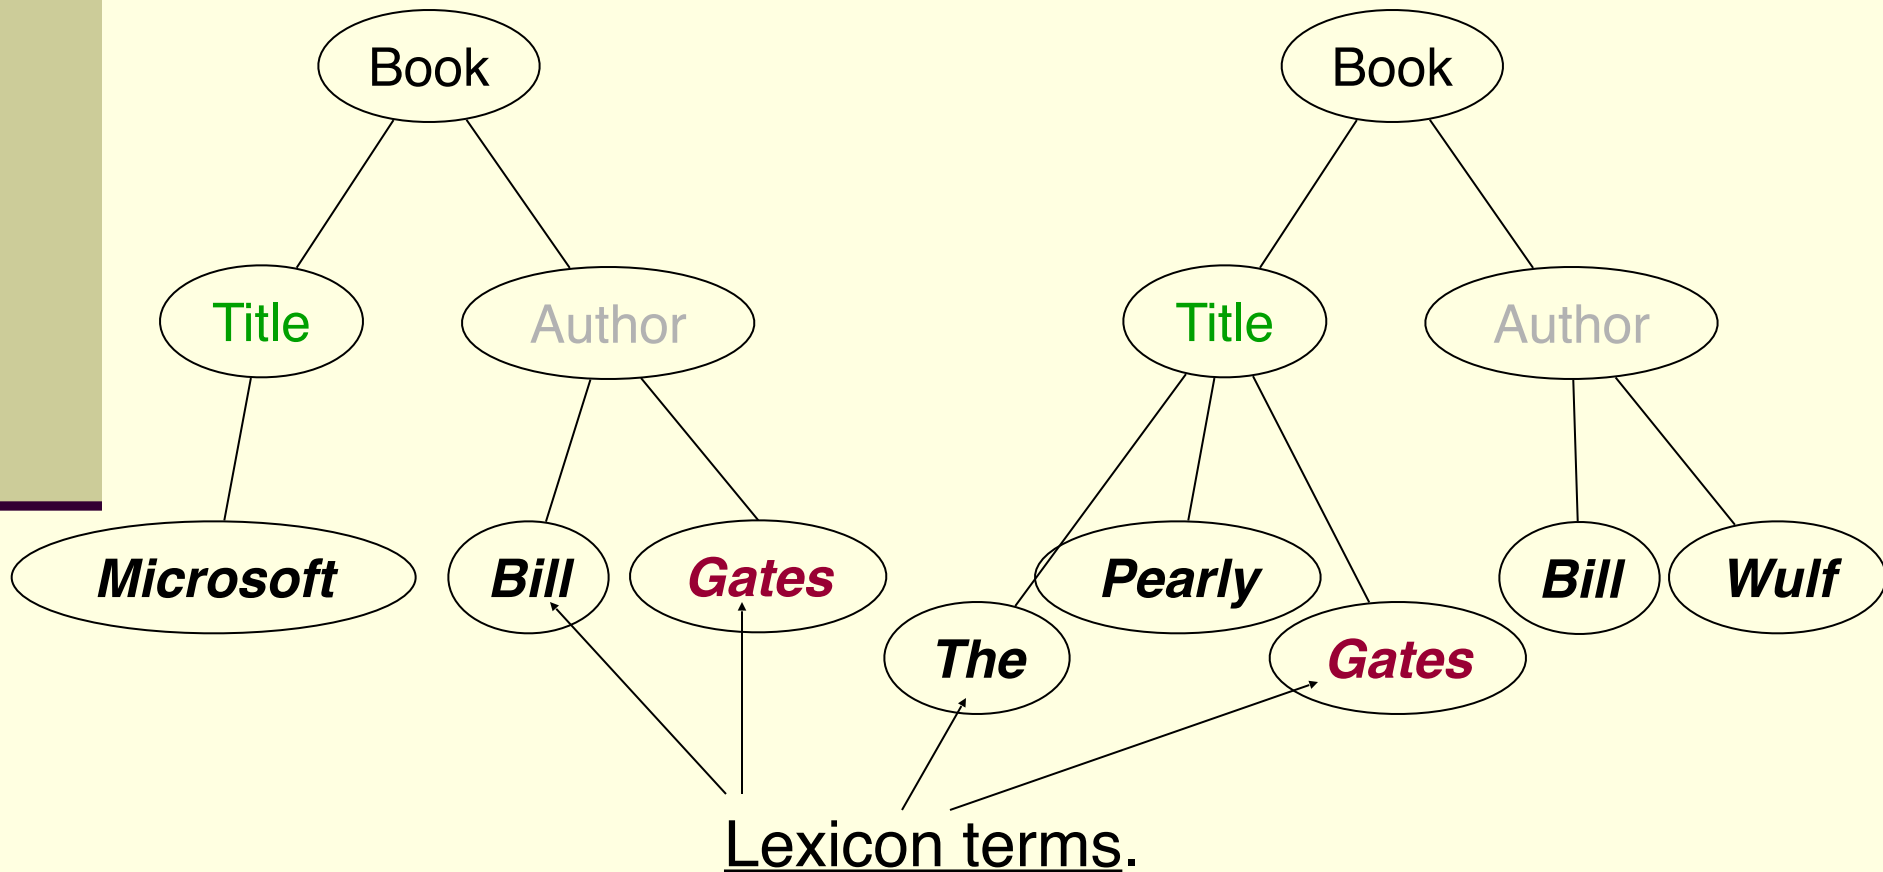 Book Book
Title Author Title Author
Microsoft Bill Gates Pearly Bill Wulf
The Gates
Lexicon terms.